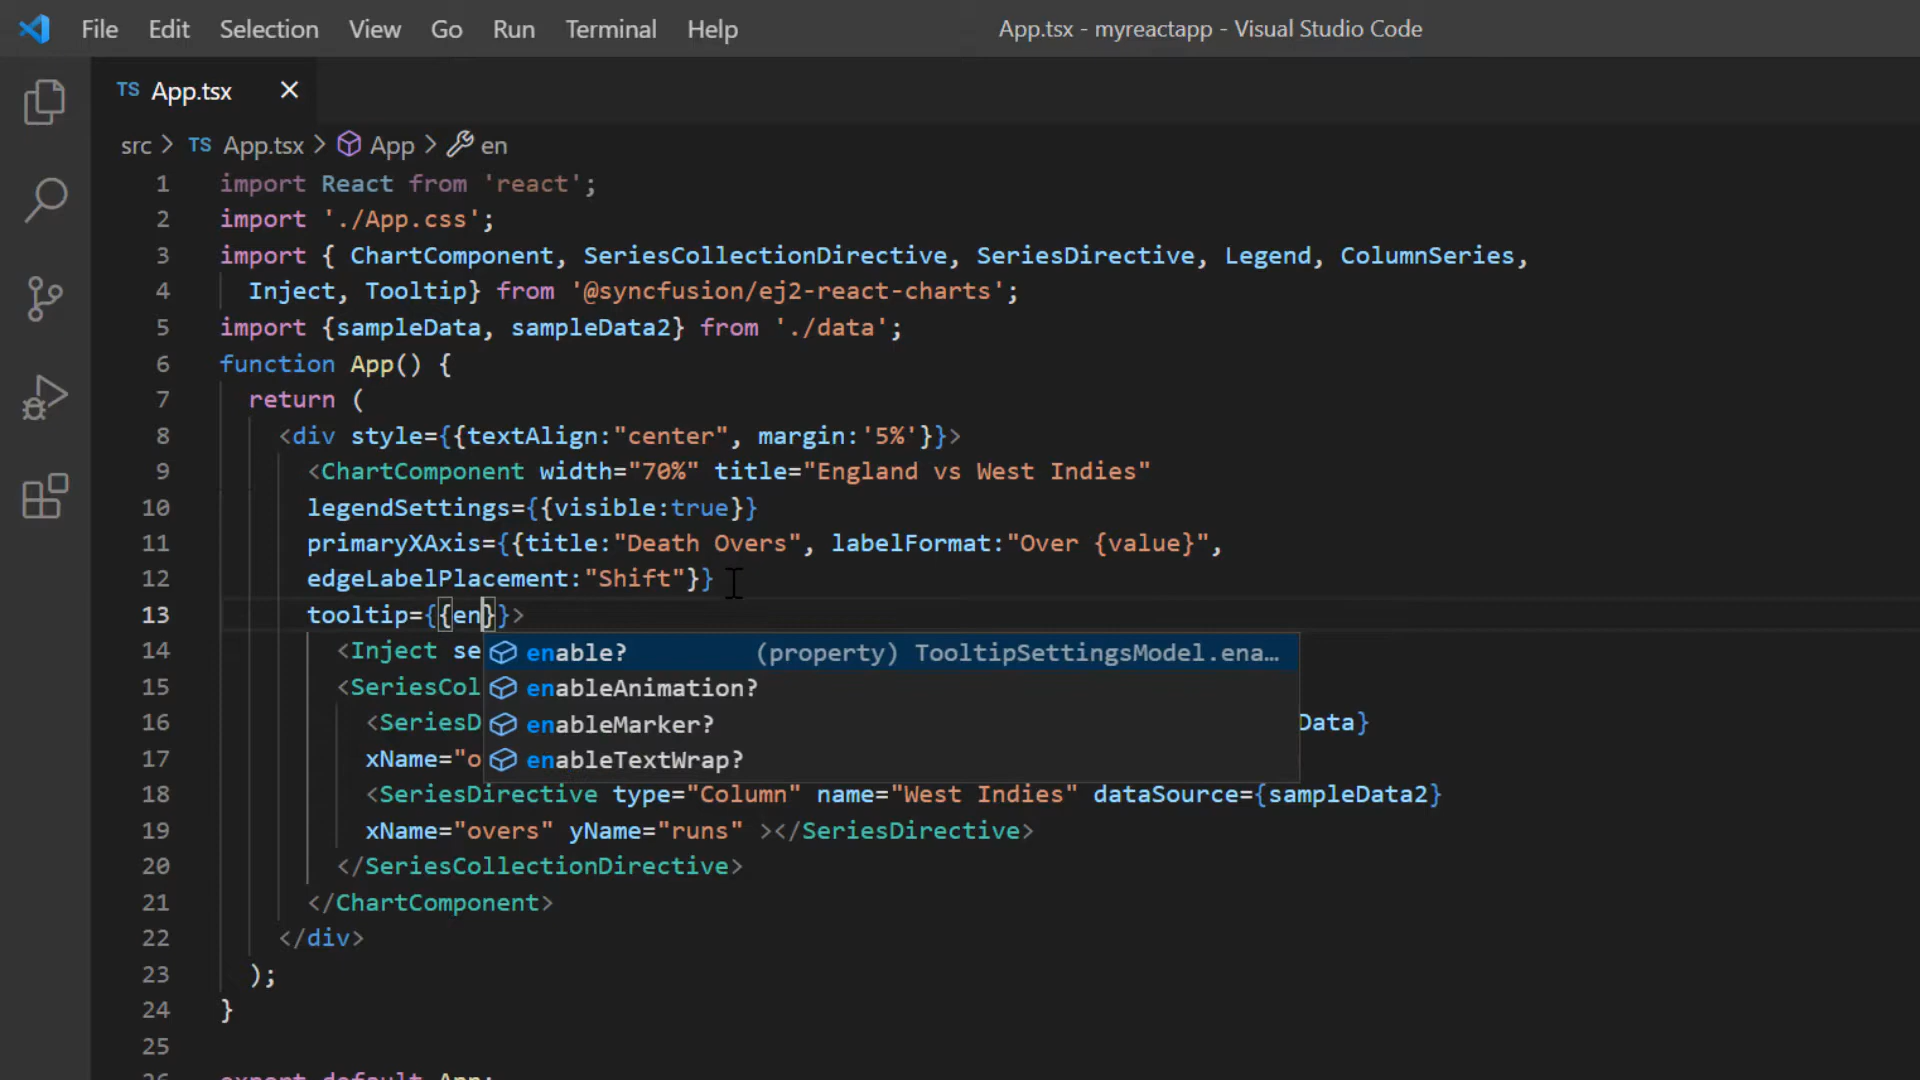 File Edit Selection View Go Run Terminal Help App.tsx - myreactapp - Visual Studio Code
TS App.tsx ×
src > TS App.tsx > App > en
1 import React from 'react';
2 import './App.css';
3 import { ChartComponent, SeriesCollectionDirective, SeriesDirective, Legend, ColumnSeries,
4 Inject, Tooltip} from '@syncfusion/ej2-react-charts';
5 import {sampleData, sampleData2} from './data';
6 function App() {
7 return (
8 <div style={{textAlign:"center", margin:'5%'}}>
9 <ChartComponent width="70%" title="England vs West Indies"
10 legendSettings={{visible:true}}
11 primaryXAxis={{title:"Death Overs", labelFormat:"Over {value}",
12 edgeLabelPlacement:"Shift"}}
13 tooltip={{en}}>
14 <Inject se
enable? (property) TooltipSettingsModel.ena…
15 <SeriesCol
enableAnimation?
16 <SeriesD
enableMarker?
Data}
17 xName="o
enableTextWrap?
18 <SeriesDirective type="Column" name="West Indies" dataSource={sampleData2}
19 xName="overs" yName="runs" ></SeriesDirective>
20 </SeriesCollectionDirective>
21 </ChartComponent>
22 </div>
23 );
24 }
25
26 export default App;